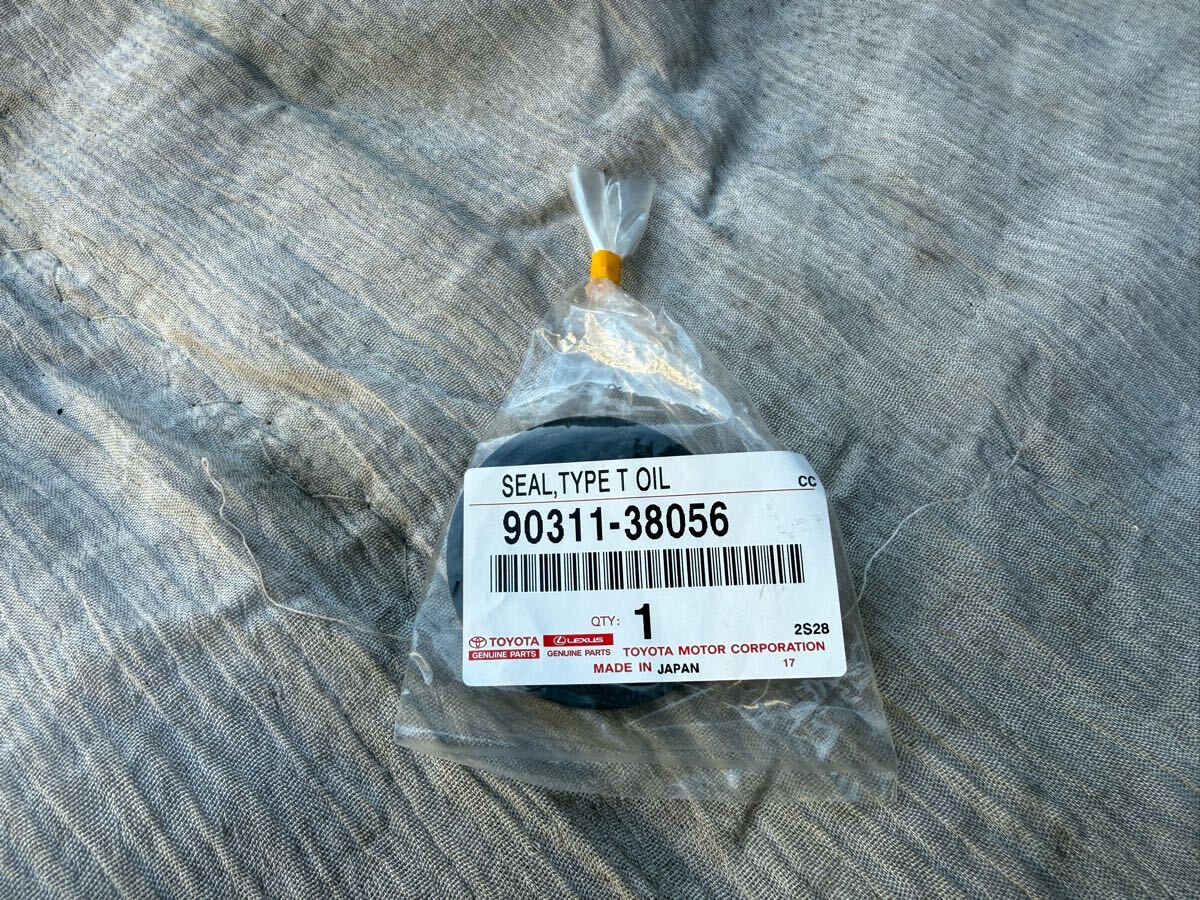 SEAL,TYPE T OIL CC
90311-38056
QTY: 1
2S28
TOYOTA LEXUS
GENUINE PARTS GENUINE PARTS
TOYOTA MOTOR CORPORATION
MADE IN JAPAN 17